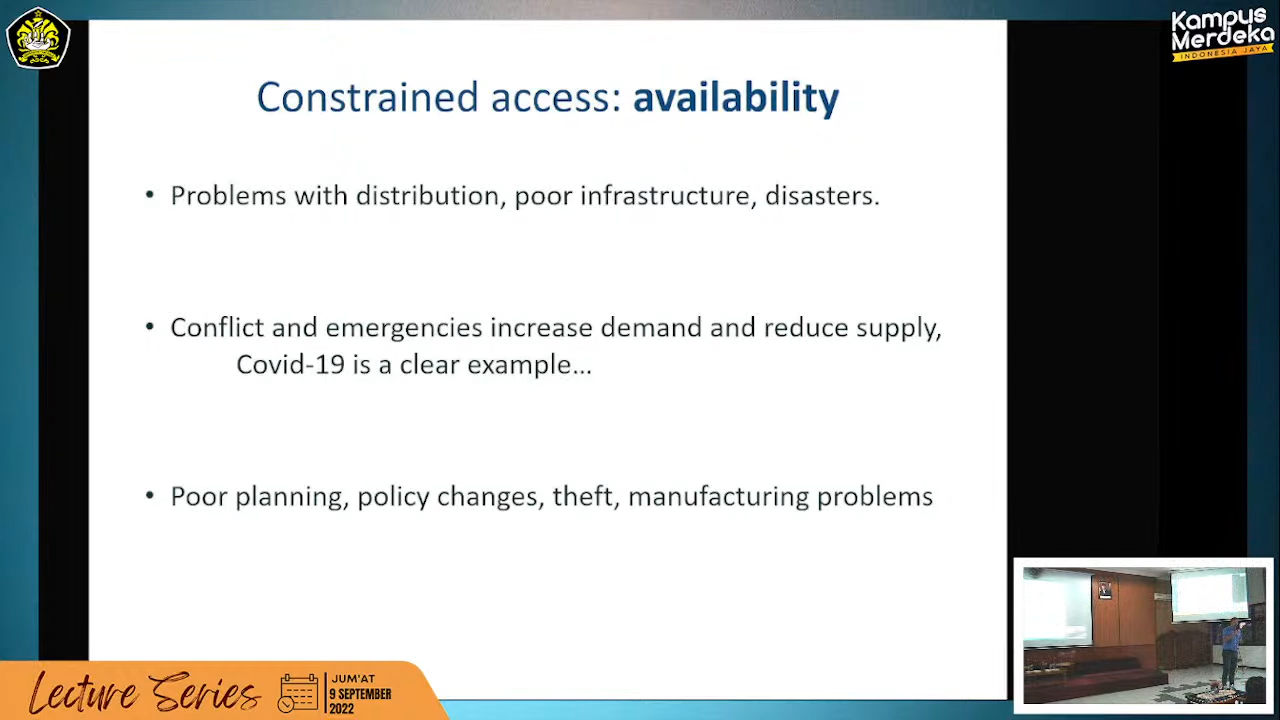 Kampus
Merdeka
INDONESIA JAYA
Constrained access: availability
• Problems with distribution, poor infrastructure, disasters.
• Conflict and emergencies increase demand and reduce supply,
Covid-19 is a clear example...
• Poor planning, policy changes, theft, manufacturing problems
Lecture Series
JUM'AT
9 SEPTEMBER
2022